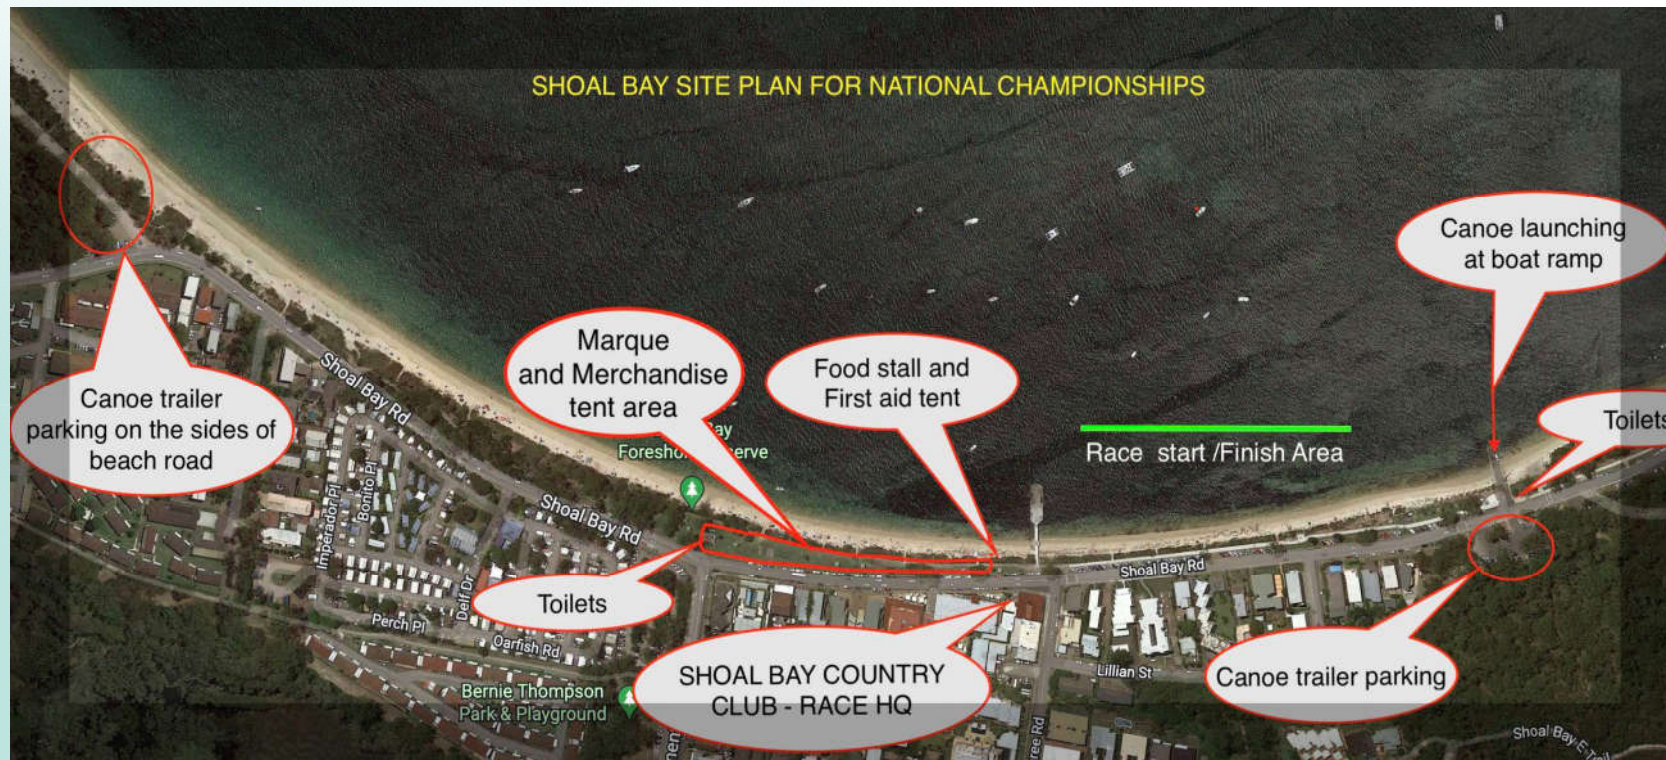 SHOAL BAY SITE PLAN FOR NATIONAL CHAMPIONSHIPS
Canoe launching
at boat ramp
Marque
and Merchandise
tent area
Food stall and
First aid tent
Canoe trailer
parking on the sides of
beach road
Shoal Bay Rd
Toilets
Race start /Finish Area
Shoal Bay Rd
Imperador Pl
Bonito Pl
Delf Dr
Perch Pl
Oarfish Rd
Toilets
Shoal Bay Rd
Bernie Thompson
Park & Playground
SHOAL BAY COUNTRY
CLUB - RACE HQ
Lillian St
Canoe trailer parking
Shoal Bay E Trail